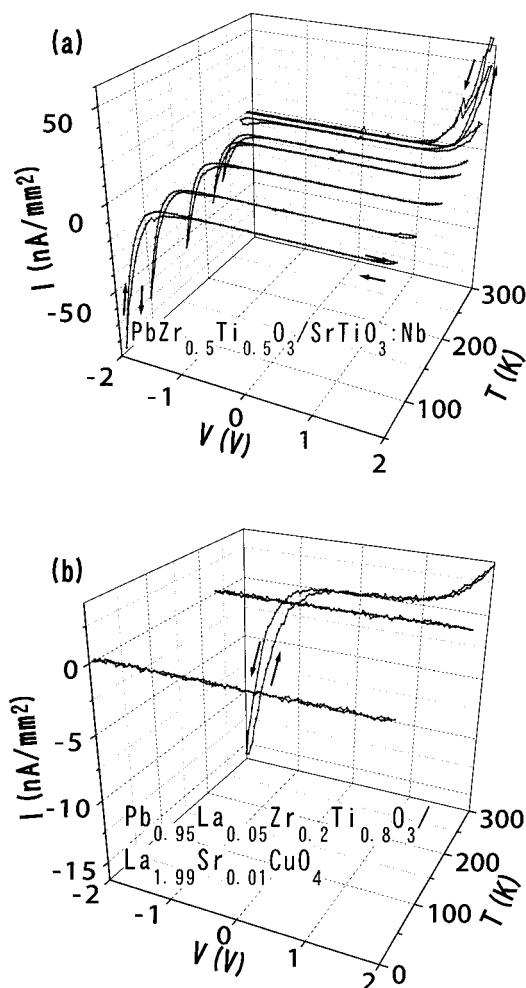 (a)
50
0
-50
I (nA/mm²)
PbZr₀.₅Ti₀.₅O₃/SrTiO₃:Nb
-2
-1
0
1
2
V (V)
100
200
300
T (K)
(b)
0
-5
-10
-15
I (nA/mm²)
Pb₀.₉₅La₀.₀₅Zr₀.₂Ti₀.₈O₃/
La₁.₉₉Sr₀.₀₁CuO₄
-2
-1
0
1
2
V (V)
0
100
200
300
T (K)